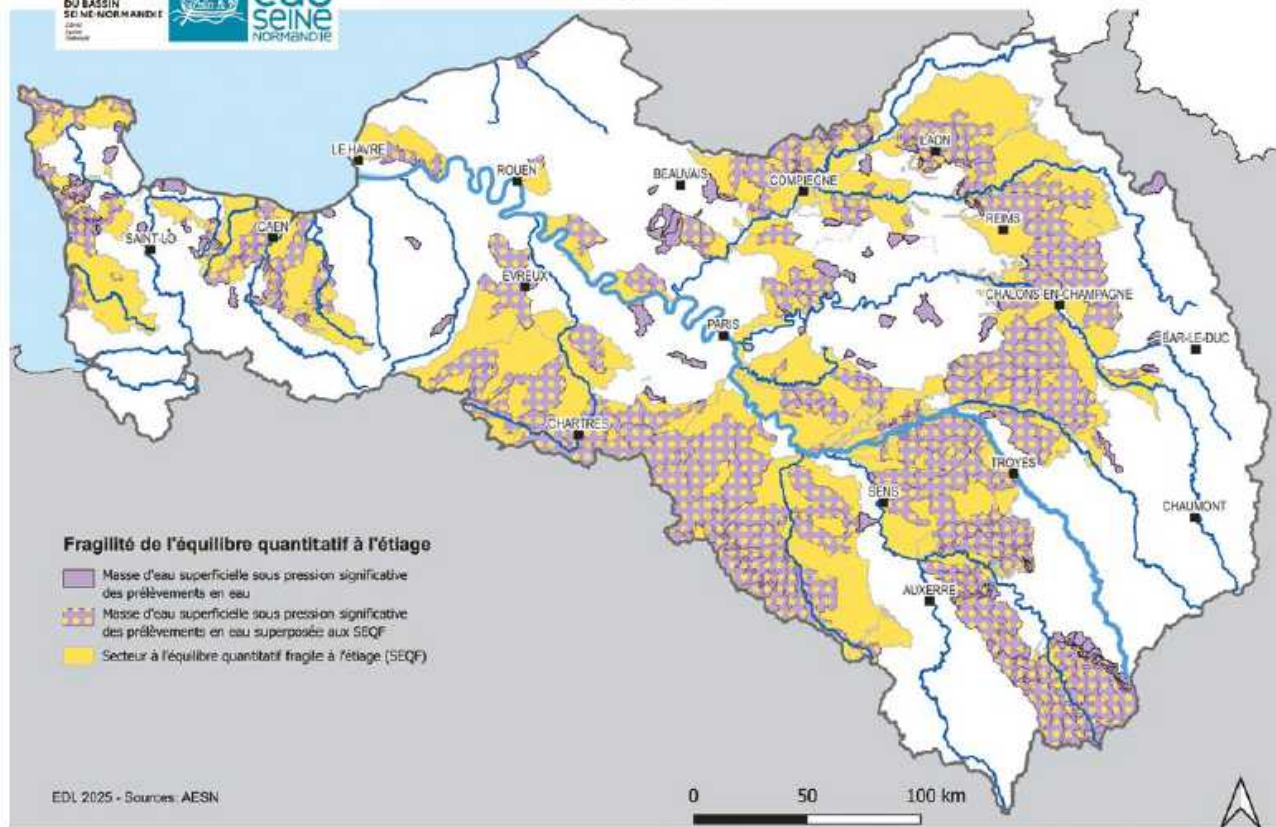 DU BASSIN
SEINE-NORMANDIE
eau
SEINE
NORMANDIE
LE HAVRE
ROUEN
BEAUVAIS
COMPIEGNE
LAON
REIMS
SAINT-LO
CAEN
EVREUX
PARIS
CHALONS-EN-CHAMPAGNE
BAR-LE-DUC
CHARTRES
TROYES
SENS
CHAUMONT
AUXERRE
Fragilité de l'équilibre quantitatif à l'étiage
Masse d'eau superficielle sous pression significative
des prélèvements en eau
Masse d'eau superficielle sous pression significative
des prélèvements en eau superposée aux SEQF
Secteur à l'équilibre quantitatif fragile à l'étiage (SEQF)
EDL 2025 - Sources: AESN
0 50 100 km